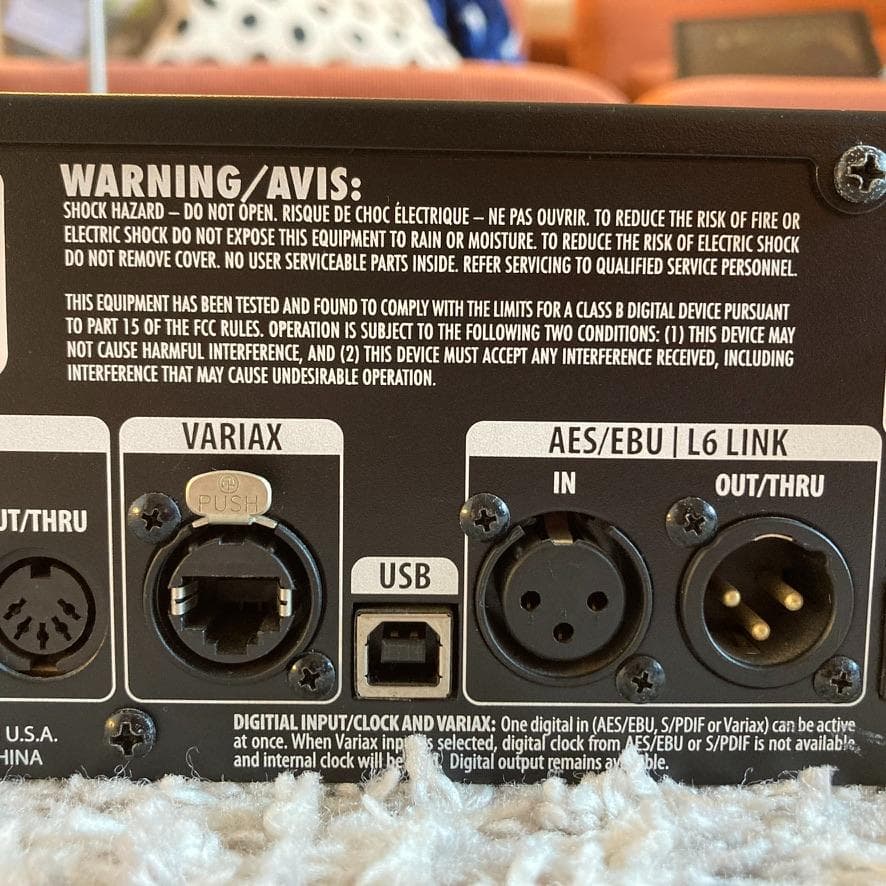 WARNING/AVIS:
SHOCK HAZARD – DO NOT OPEN. RISQUE DE CHOC ÉLECTRIQUE – NE PAS OUVRIR. TO REDUCE THE RISK OF FIRE OR
ELECTRIC SHOCK DO NOT EXPOSE THIS EQUIPMENT TO RAIN OR MOISTURE. TO REDUCE THE RISK OF ELECTRIC SHOCK
DO NOT REMOVE COVER. NO USER SERVICEABLE PARTS INSIDE. REFER SERVICING TO QUALIFIED SERVICE PERSONNEL.
THIS EQUIPMENT HAS BEEN TESTED AND FOUND TO COMPLY WITH THE LIMITS FOR A CLASS B DIGITAL DEVICE PURSUANT
TO PART 15 OF THE FCC RULES. OPERATION IS SUBJECT TO THE FOLLOWING TWO CONDITIONS: (1) THIS DEVICE MAY
NOT CAUSE HARMFUL INTERFERENCE, AND (2) THIS DEVICE MUST ACCEPT ANY INTERFERENCE RECEIVED, INCLUDING
INTERFERENCE THAT MAY CAUSE UNDESIRABLE OPERATION.
VARIAX
AES/EBU | L6 LINK
IN
OUT/THRU
PUSH
UT/THRU
USB
U.S.A.
HINA
DIGITIAL INPUT/CLOCK AND VARIAX: One digital in (AES/EBU, S/PDIF or Variax) can be active
at once. When Variax input is selected, digital clock from AES/EBU or S/PDIF is not available
and internal clock will be Digital output remains available.